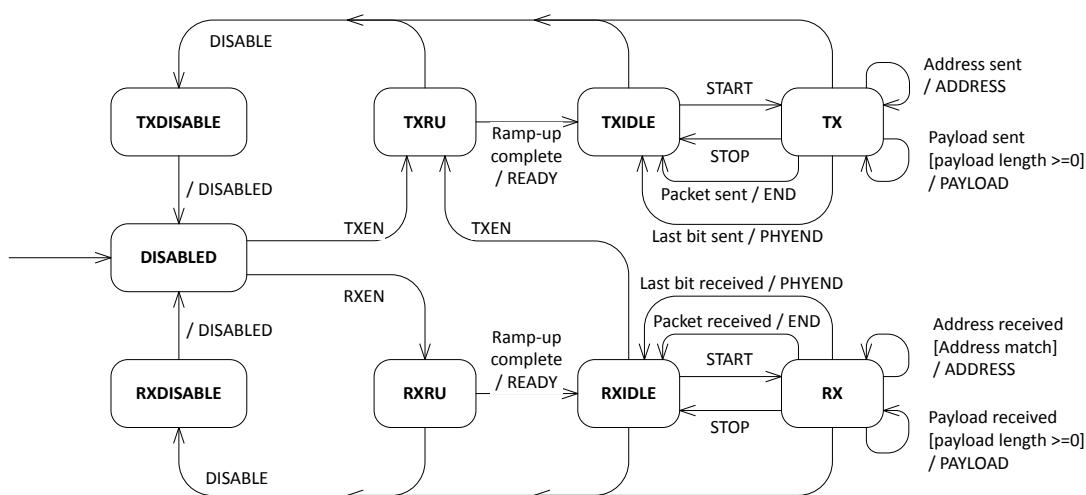 DISABLE
Address sent
/ ADDRESS
START
TXDISABLE
TXRU
TXIDLE
TX
Ramp-up
complete
/ READY
STOP
Payload sent
[payload length >=0]
/ PAYLOAD
/ DISABLED
Packet sent / END
TXEN
TXEN
Last bit sent / PHYEND
DISABLED
RXEN
Last bit received / PHYEND
/ DISABLED
Packet received / END
Address received
[Address match]
/ ADDRESS
Ramp-up
complete
/ READY
START
RXDISABLE
RXRU
RXIDLE
RX
STOP
Payload received
[payload length >=0]
/ PAYLOAD
DISABLE